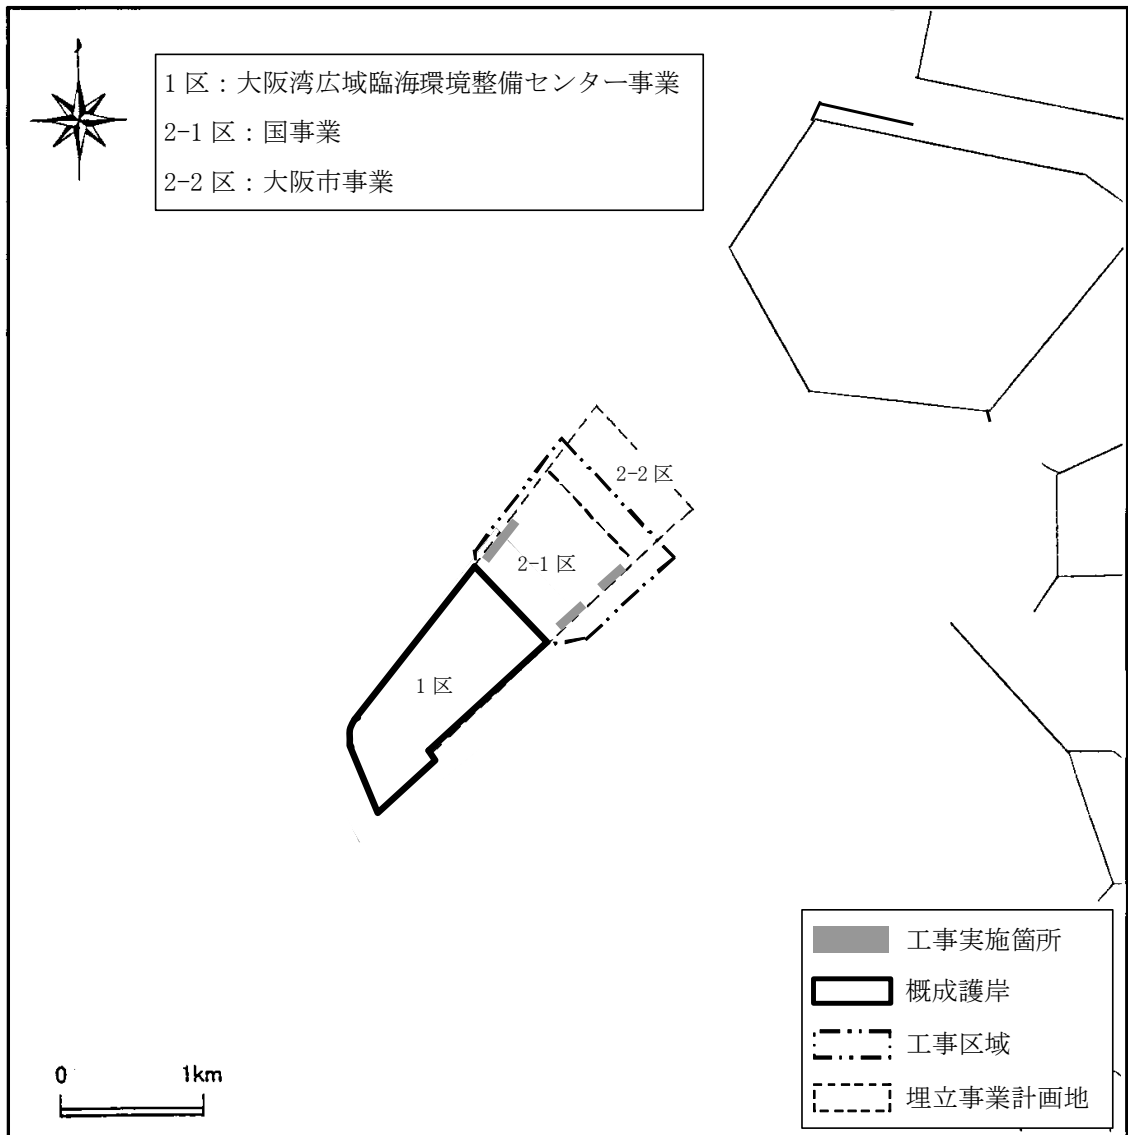 1 区：大阪湾広域臨海環境整備センター事業
2-1 区：国事業
2-2 区：大阪市事業
2-2 区
2-1 区
1 区
工事実施箇所
概成護岸
工事区域
埋立事業計画地
0 1km